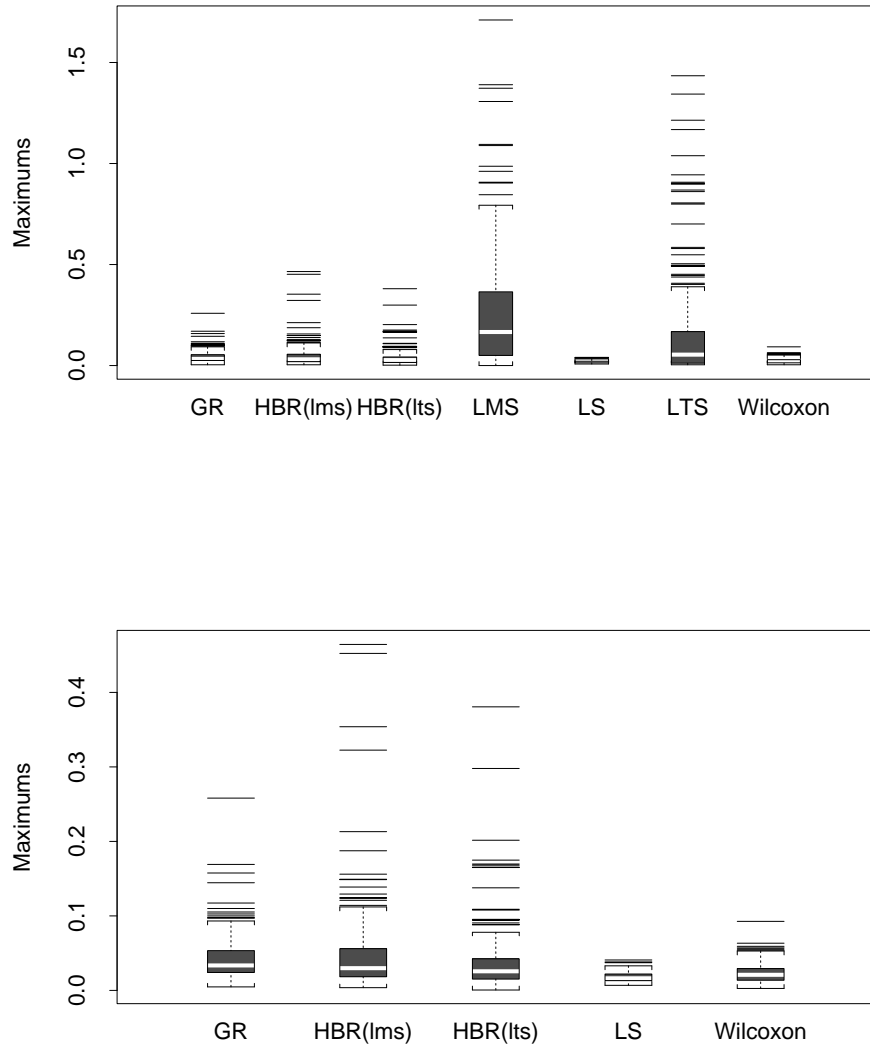 1.5
1.0
0.5
0.0
Maximums
GR HBR(lms) HBR(lts) LMS LS LTS Wilcoxon
0.4
0.3
0.2
0.1
0.0
Maximums
GR HBR(lms) HBR(lts) LS Wilcoxon